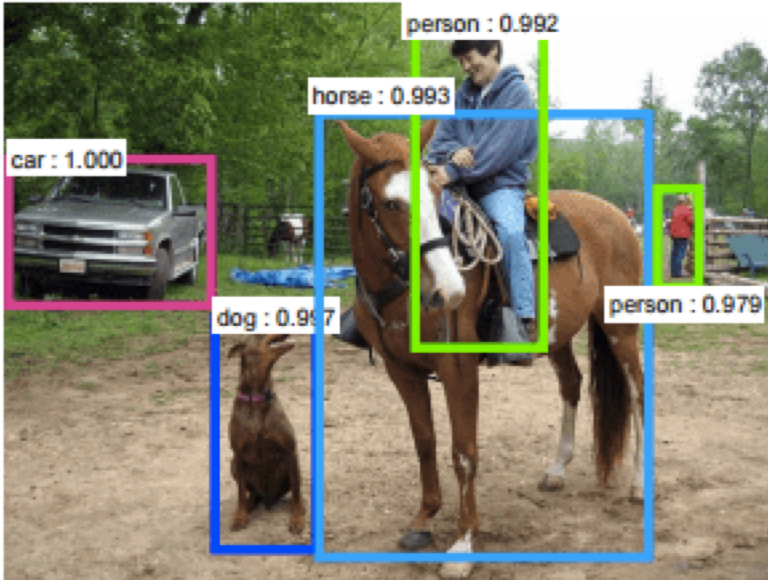 person : 0.992
horse : 0.993
car : 1.000
dog : 0.997
person : 0.979